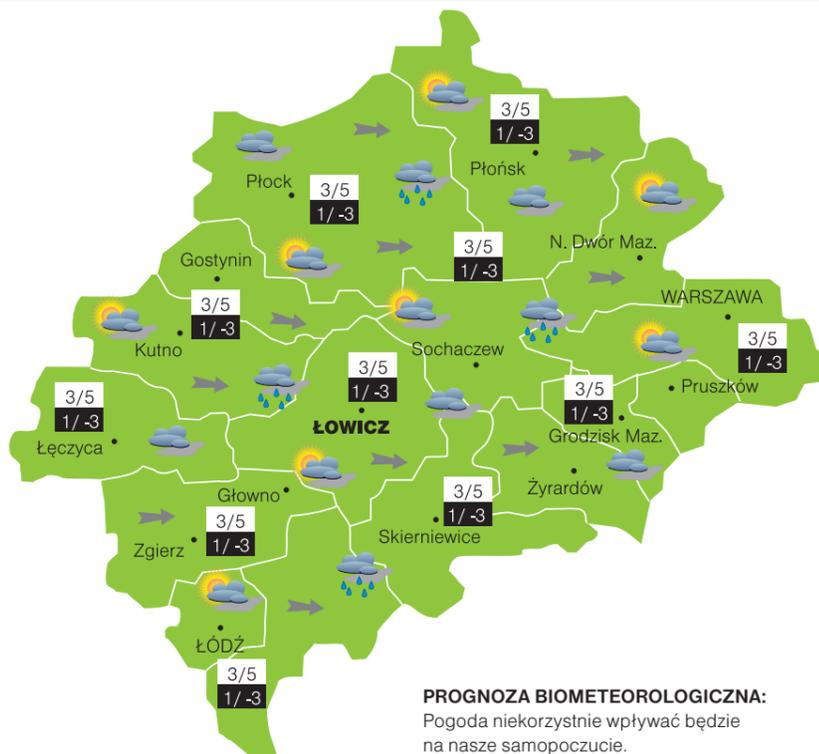 3/5
1/ -3
Płońsk
Płock
3/5
1/ -3
3/5
1/ -3
N. Dwór Maz.
Gostynin
WARSZAWA
3/5
1/ -3
Kutno
3/5
1/ -3
Sochaczew
3/5
1/ -3
Pruszków
3/5
1/ -3
3/5
1/ -3
ŁOWICZ
Grodzisk Maz.
Łęczyca
Głowno
Żyrardów
3/5
1/ -3
Skierniewice
3/5
1/ -3
Zgierz
ŁÓDŹ
3/5
1/ -3
PROGNOZA BIOMETEOROLOGICZNA:
Pogoda niekorzystnie wpływać będzie
na nasze samopoczucie.